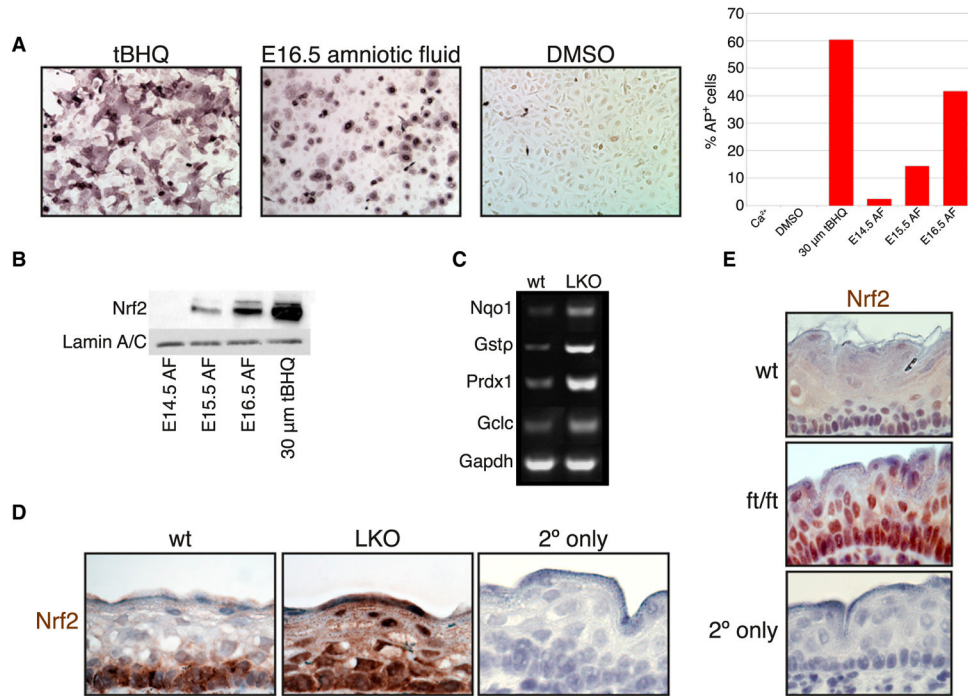 A
tBHQ
E16.5 amniotic fluid
DMSO
% AP⁺ cells
70
60
50
40
30
20
10
0
Ca²⁺
DMSO
30 µm tBHQ
E14.5 AF
E15.5 AF
E16.5 AF
B
Nrf2
Lamin A/C
E14.5 AF
E15.5 AF
E16.5 AF
30 µm tBHQ
C
wt LKO
Nqo1
Gstp
Prdx1
Gclc
Gapdh
D
wt
LKO
2º only
Nrf2
E
Nrf2
wt
ft/ft
2º only